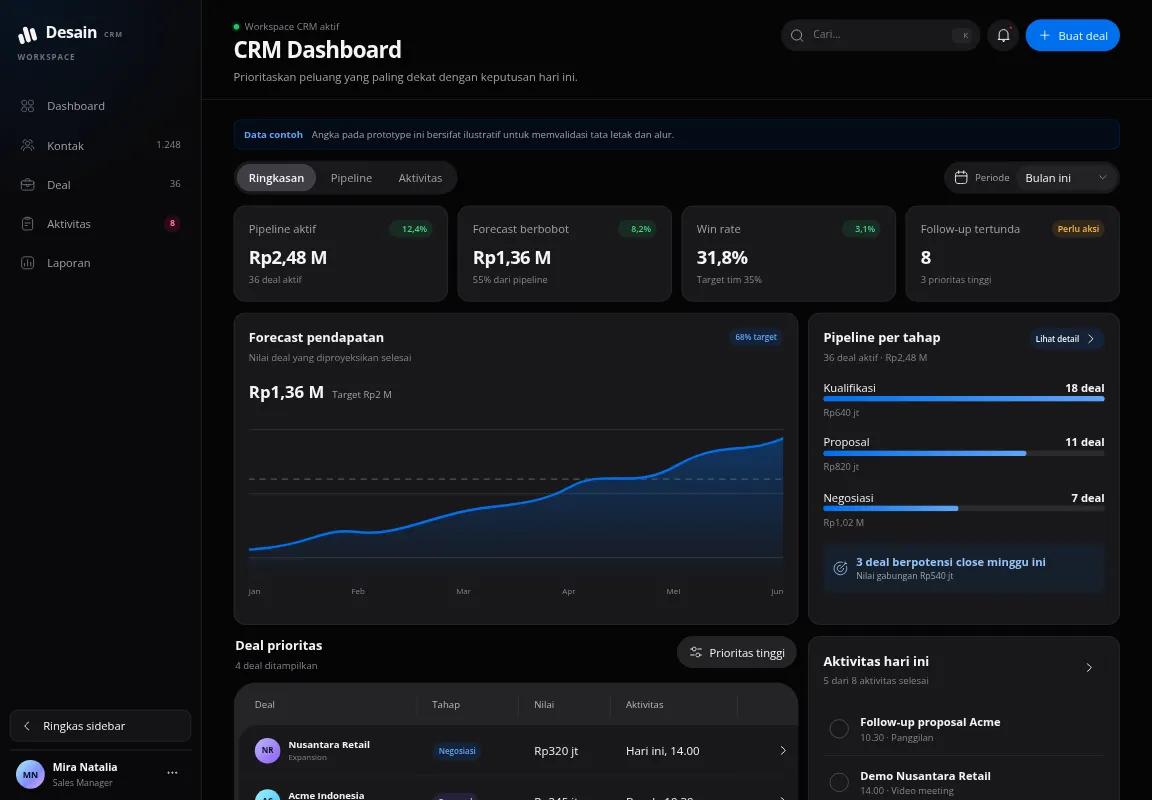 Desain CRM
WORKSPACE
Dashboard
Kontak 1.248
Deal 36
Aktivitas 8
Laporan
Ringkas sidebar
MN
Mira Natalia
Sales Manager
Workspace CRM aktif
CRM Dashboard
Prioritaskan peluang yang paling dekat dengan keputusan hari ini.
Cari... K
Buat deal
Data contoh Angka pada prototype ini bersifat ilustratif untuk memvalidasi tata letak dan alur.
Ringkasan Pipeline Aktivitas
Periode Bulan ini
Pipeline aktif 12,4%
Rp2,48 M
36 deal aktif
Forecast berbobot 8,2%
Rp1,36 M
55% dari pipeline
Win rate 3,1%
31,8%
Target tim 35%
Follow-up tertunda Perlu aksi
8
3 prioritas tinggi
Forecast pendapatan 68% target
Nilai deal yang diproyeksikan selesai
Rp1,36 M Target Rp2 M
Jan Feb Mar Apr Mei Jun
Pipeline per tahap Lihat detail
36 deal aktif · Rp2,48 M
Kualifikasi 18 deal
Rp640 jt
Proposal 11 deal
Rp820 jt
Negosiasi 7 deal
Rp1,02 M
3 deal berpotensi close minggu ini
Nilai gabungan Rp540 jt
Deal prioritas
4 deal ditampilkan
Prioritas tinggi
Deal Tahap Nilai Aktivitas
NR Nusantara Retail Negosiasi Rp320 jt Hari ini, 14.00
Expansion
Acme Indonesia
Aktivitas hari ini
5 dari 8 aktivitas selesai
Follow-up proposal Acme
10.30 · Panggilan
Demo Nusantara Retail
14.00 · Video meeting